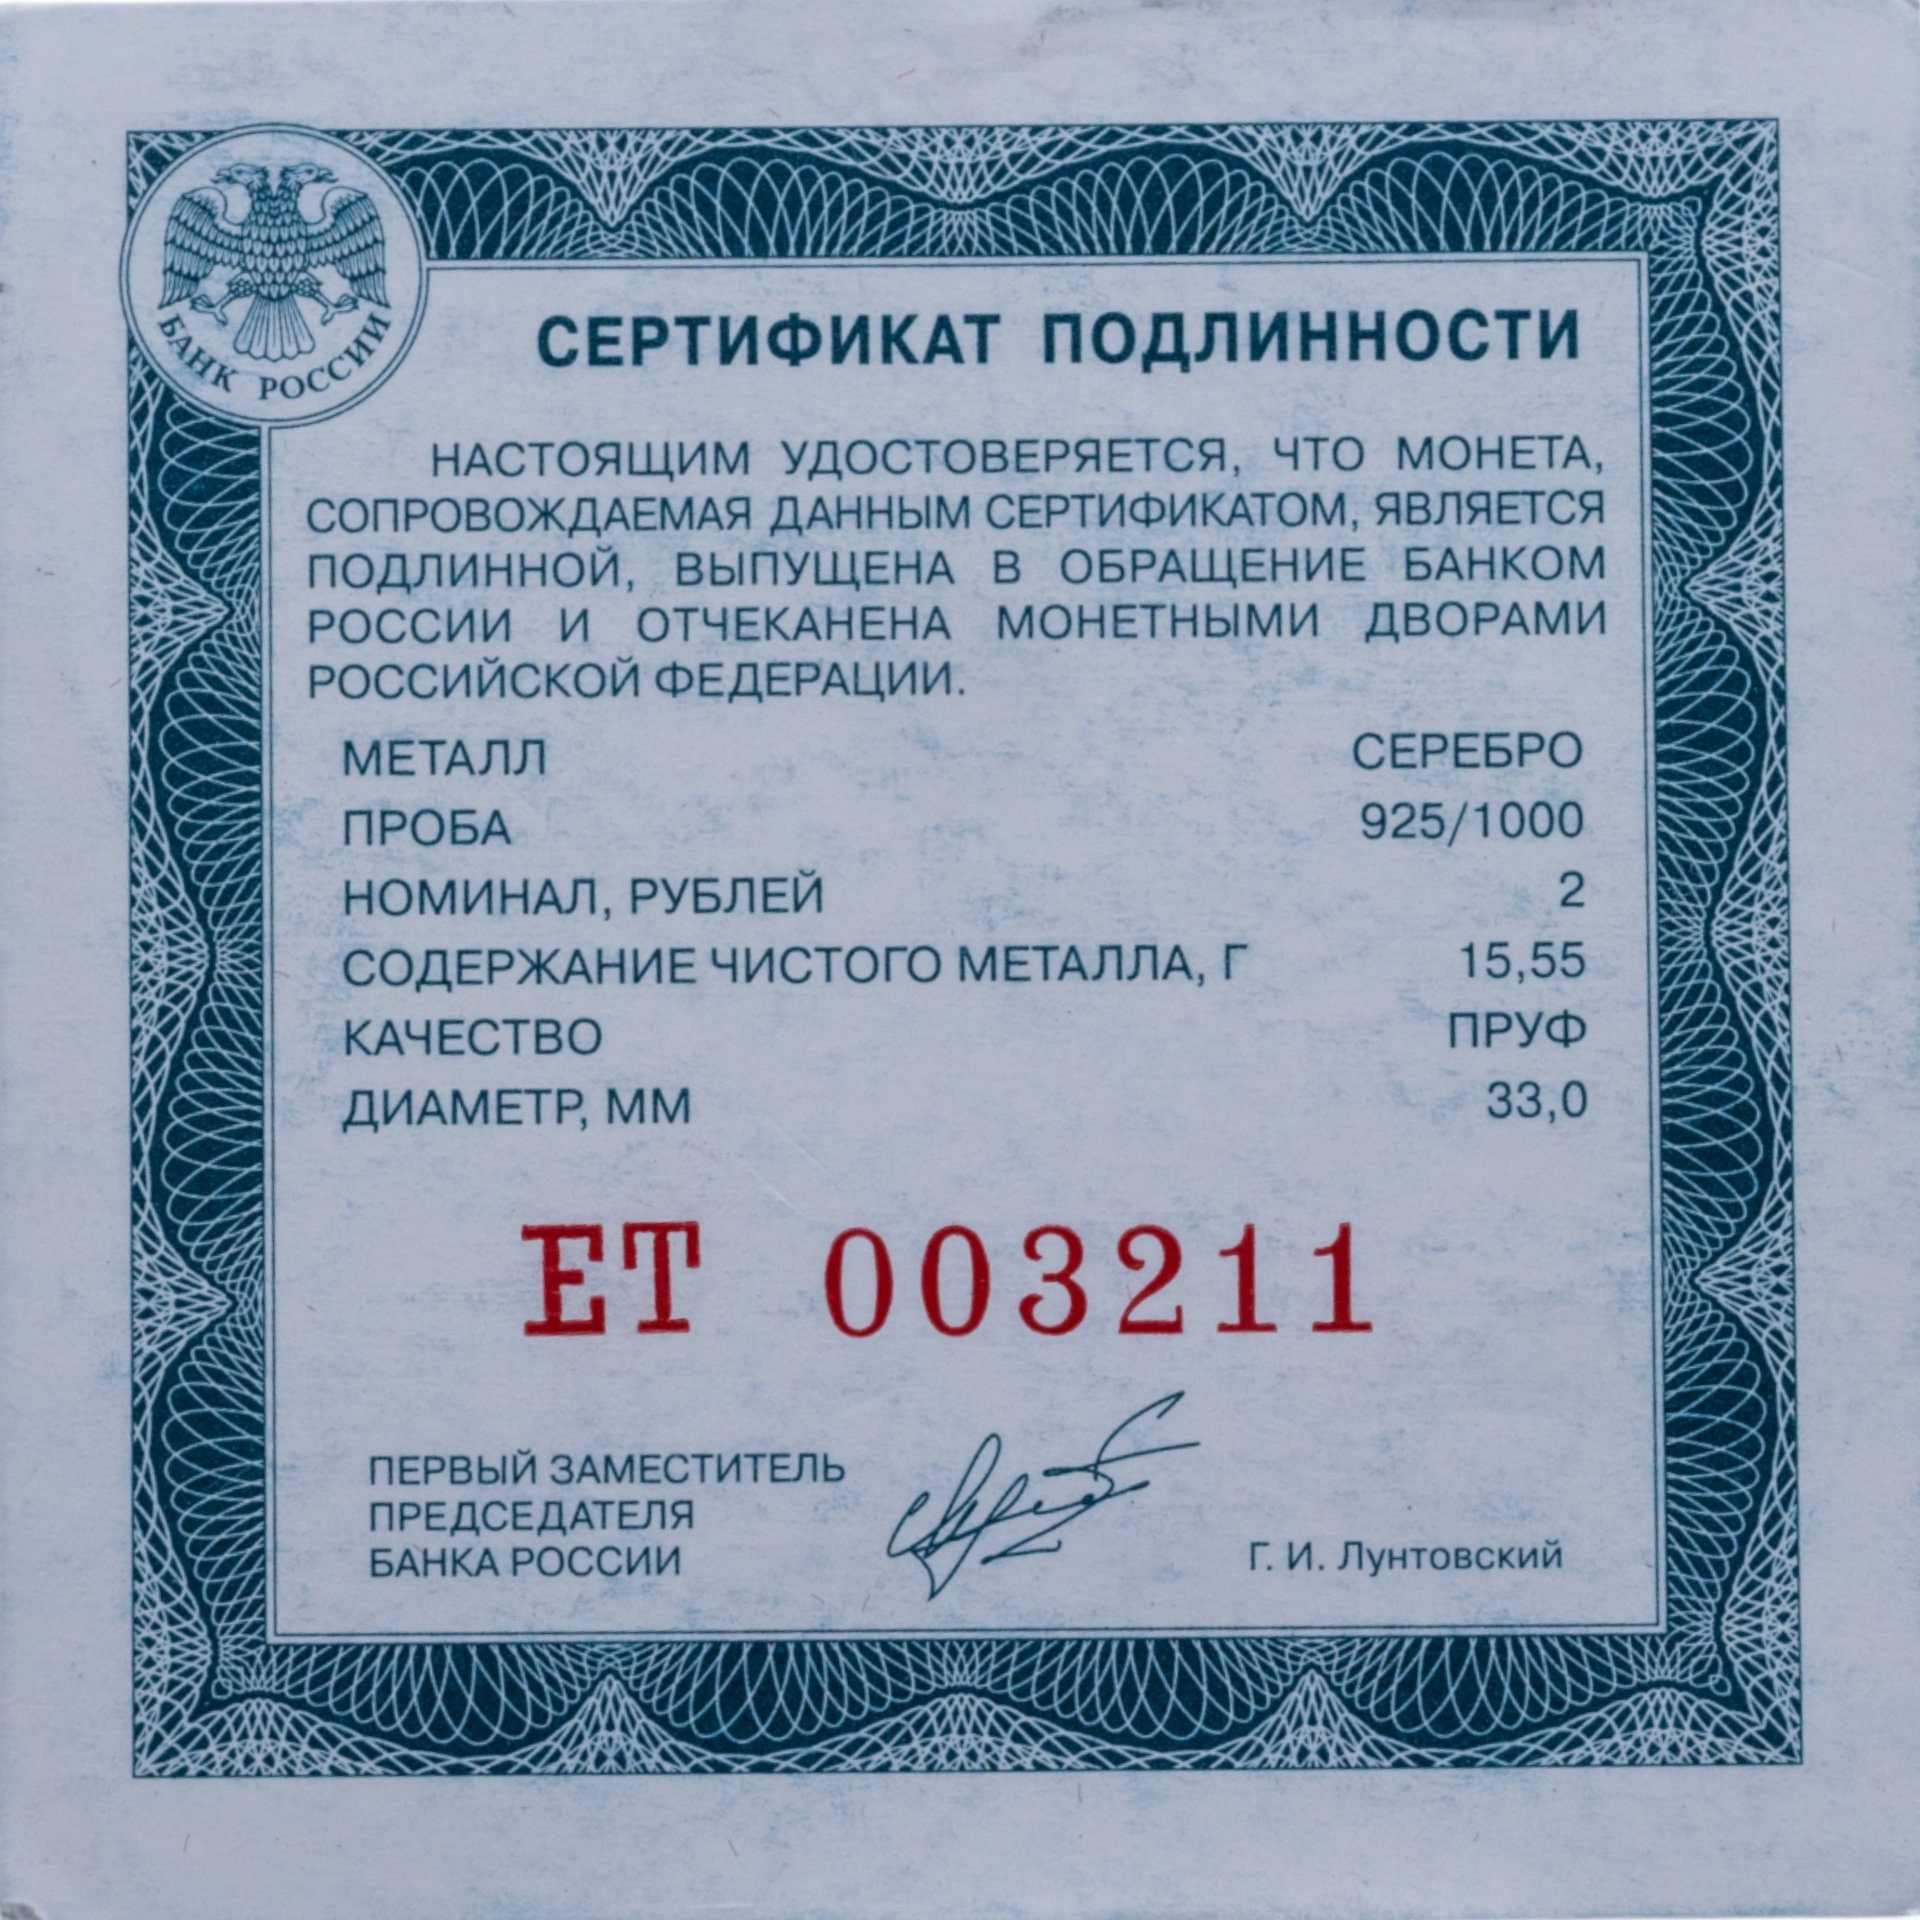 БАНК РОССИИ
СЕРТИФИКАТ ПОДЛИННОСТИ
НАСТОЯЩИМ УДОСТОВЕРЯЕТСЯ, ЧТО МОНЕТА,
СОПРОВОЖДАЕМАЯ ДАННЫМ СЕРТИФИКАТОМ, ЯВЛЯЕТСЯ
ПОДЛИННОЙ, ВЫПУЩЕНА В ОБРАЩЕНИЕ БАНКОМ
РОССИИ И ОТЧЕКАНЕНА МОНЕТНЫМИ ДВОРАМИ
РОССИЙСКОЙ ФЕДЕРАЦИИ.
МЕТАЛЛ СЕРЕБРО
ПРОБА 925/1000
НОМИНАЛ, РУБЛЕЙ 2
СОДЕРЖАНИЕ ЧИСТОГО МЕТАЛЛА, Г 15,55
КАЧЕСТВО ПРУФ
ДИАМЕТР, ММ 33,0
ЕТ 003211
ПЕРВЫЙ ЗАМЕСТИТЕЛЬ
ПРЕДСЕДАТЕЛЯ
БАНКА РОССИИ Г. И. Лунтовский